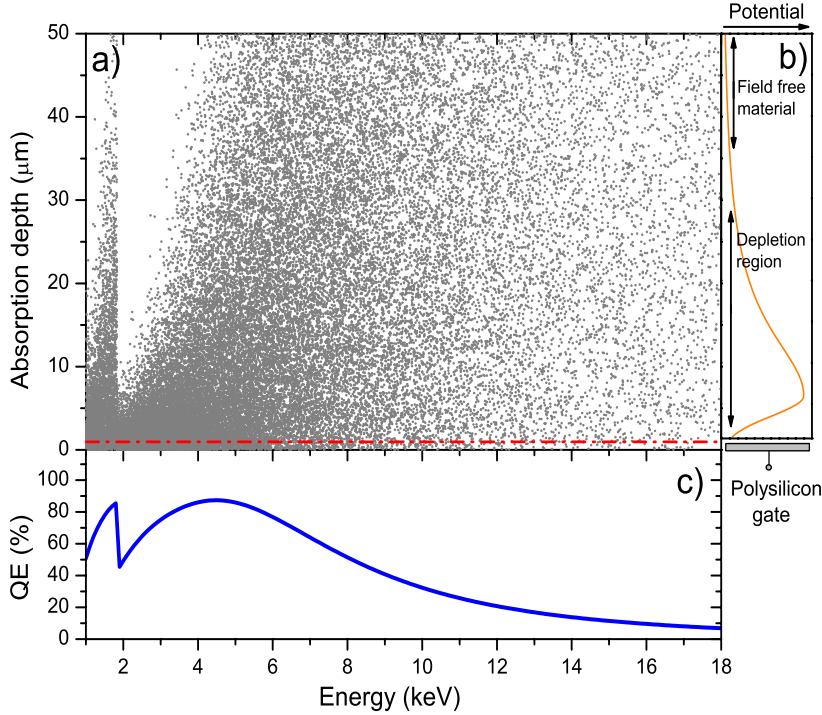 Potential
a)
b)
50
40
30
20
10
0
Absorption depth (μm)
Field free
material
Depletion
region
Polysilicon
gate
c)
100
80
60
40
20
0
QE (%)
2 4 6 8 10 12 14 16 18
Energy (keV)